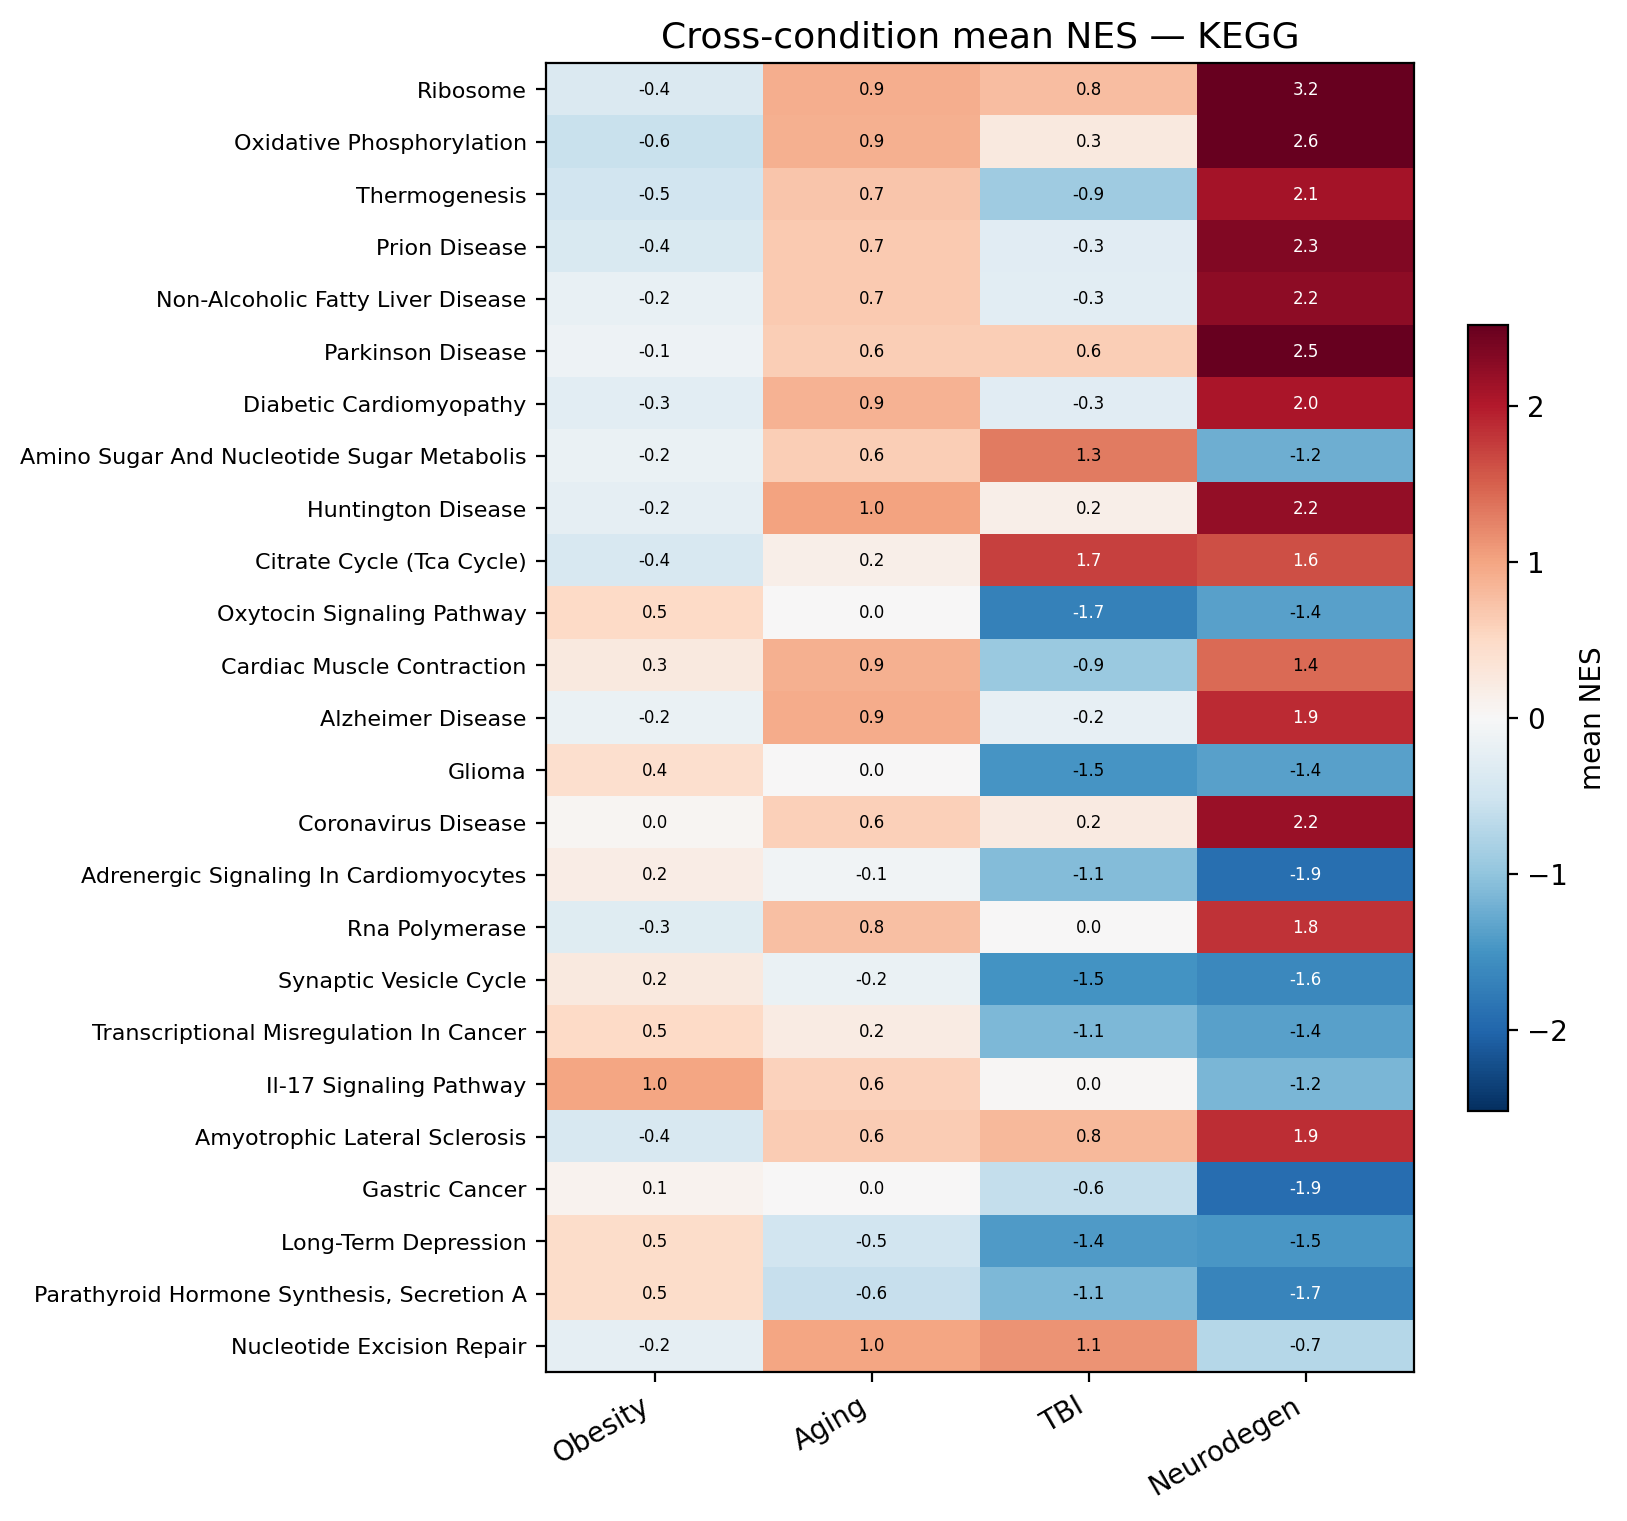 Cross-condition mean NES — KEGG
Ribosome -0.4 0.9 0.8 3.2
Oxidative Phosphorylation -0.6 0.9 0.3 2.6
Thermogenesis -0.5 0.7 -0.9 2.1
Prion Disease -0.4 0.7 -0.3 2.3
Non-Alcoholic Fatty Liver Disease -0.2 0.7 -0.3 2.2
Parkinson Disease -0.1 0.6 0.6 2.5
Diabetic Cardiomyopathy -0.3 0.9 -0.3 2.0
Amino Sugar And Nucleotide Sugar Metabolis -0.2 0.6 1.3 -1.2
Huntington Disease -0.2 1.0 0.2 2.2
Citrate Cycle (Tca Cycle) -0.4 0.2 1.7 1.6
Oxytocin Signaling Pathway 0.5 0.0 -1.7 -1.4
Cardiac Muscle Contraction 0.3 0.9 -0.9 1.4
Alzheimer Disease -0.2 0.9 -0.2 1.9
Glioma 0.4 0.0 -1.5 -1.4
Coronavirus Disease 0.0 0.6 0.2 2.2
Adrenergic Signaling In Cardiomyocytes 0.2 -0.1 -1.1 -1.9
Rna Polymerase -0.3 0.8 0.0 1.8
Synaptic Vesicle Cycle 0.2 -0.2 -1.5 -1.6
Transcriptional Misregulation In Cancer 0.5 0.2 -1.1 -1.4
Il-17 Signaling Pathway 1.0 0.6 0.0 -1.2
Amyotrophic Lateral Sclerosis -0.4 0.6 0.8 1.9
Gastric Cancer 0.1 0.0 -0.6 -1.9
Long-Term Depression 0.5 -0.5 -1.4 -1.5
Parathyroid Hormone Synthesis, Secretion A 0.5 -0.6 -1.1 -1.7
Nucleotide Excision Repair -0.2 1.0 1.1 -0.7
Obesity Aging TBI Neurodegen
2
1
0
−1
−2
mean NES